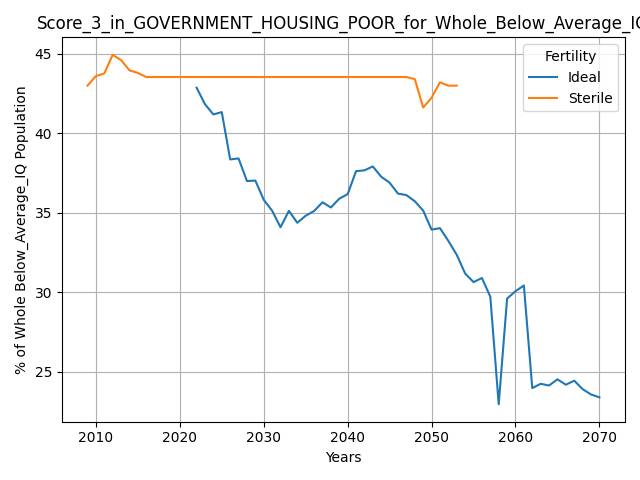 Score_3_in_GOVERNMENT_HOUSING_POOR_for_Whole_Below_Average_IQ
Fertility
Ideal
Sterile
% of Whole Below_Average_IQ Population
45
40
35
30
25
2010 2020 2030 2040 2050 2060 2070
Years